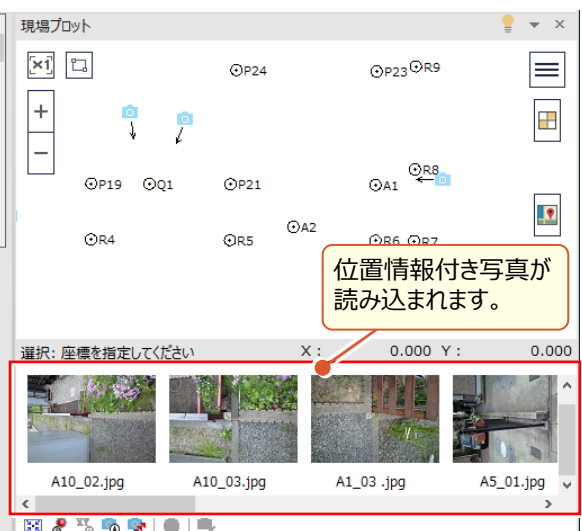 現場プロット
×1
P24
P23
R9
P19
Q1
P21
R8
A1
A2
R4
R5
R6
R7
位置情報付き写真が
読み込まれます。
選択: 座標を指定してください X : 0.000 Y : 0.000
A10_02.jpg A10_03.jpg A1_03 .jpg A5_01.jpg